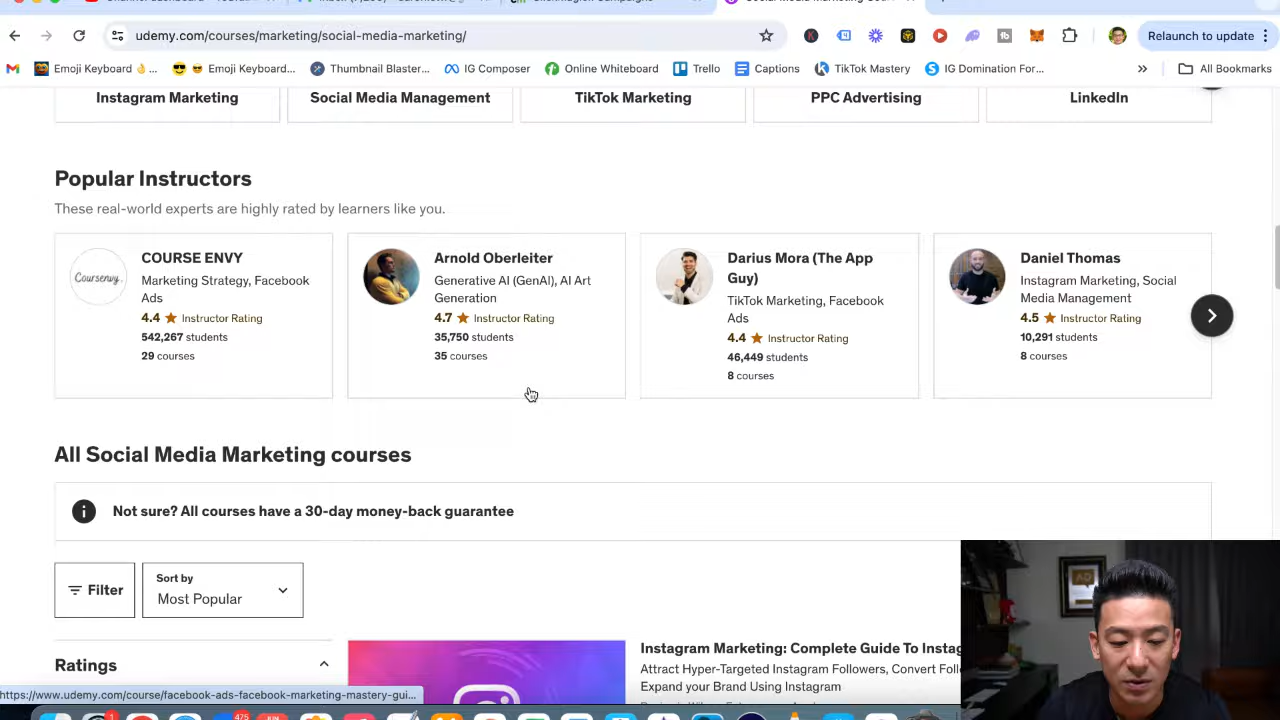 udemy.com/courses/marketing/social-media-marketing/
Relaunch to update
Emoji Keyboard
Emoji Keyboard...
Thumbnail Blaster...
IG Composer
Online Whiteboard
Trello
Captions
TikTok Mastery
IG Domination For...
All Bookmarks
Instagram Marketing
Social Media Management
TikTok Marketing
PPC Advertising
LinkedIn
Popular Instructors
These real-world experts are highly rated by learners like you.
Coursenvy.
COURSE ENVY
Marketing Strategy, Facebook
Ads
4.4 Instructor Rating
542,267 students
29 courses
Arnold Oberleiter
Generative AI (GenAI), AI Art
Generation
4.7 Instructor Rating
35,750 students
35 courses
Darius Mora (The App
Guy)
TikTok Marketing, Facebook
Ads
4.4 Instructor Rating
46,449 students
8 courses
Daniel Thomas
Instagram Marketing, Social
Media Management
4.5 Instructor Rating
10,291 students
8 courses
All Social Media Marketing courses
Not sure? All courses have a 30-day money-back guarantee
Filter
Sort by
Most Popular
Ratings
Instagram Marketing: Complete Guide To Instag
Attract Hyper-Targeted Instagram Followers, Convert Fol
Expand your Brand Using Instagram
https://www.udemy.com/course/facebook-ads-facebook-marketing-mastery-gui...
475